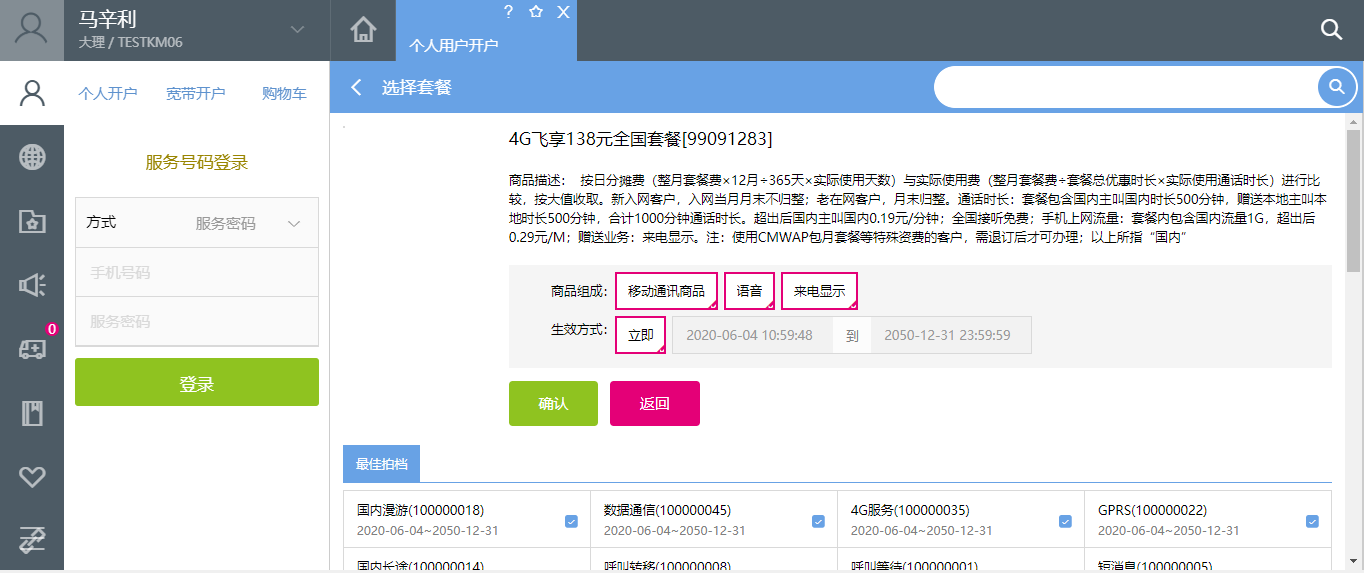 马辛利
大理 / TESTKM06
? X
个人用户开户
个人开户 宽带开户 购物车
选择套餐
服务号码登录
方式 服务密码
手机号码
服务密码
登录
0
4G飞享138元全国套餐[99091283]
商品描述： 按日分摊费（整月套餐费×12月÷365天×实际使用天数）与实际使用费（整月套餐费÷套餐总优惠时长×实际使用通话时长）进行比
较，按大值收取。新入网客户，入网当月月末不归整；老在网客户，月末归整。通话时长：套餐包含国内主叫国内时长500分钟，赠送本地主叫本
地时长500分钟，合计1000分钟通话时长。超出后国内主叫国内0.19元/分钟；全国接听免费；手机上网流量：套餐内包含国内流量1G，超出后
0.29元/M；赠送业务：来电显示。注：使用CMWAP包月套餐等特殊资费的客户，需退订后才可办理；以上所指“国内”
商品组成： 移动通讯商品 语音 来电显示
生效方式： 立即 2020-06-04 10:59:48 到 2050-12-31 23:59:59
确认 返回
最佳拍档
国内漫游(100000018) 数据通信(100000045) 4G服务(100000035) GPRS(100000022)
2020-06-04~2050-12-31 2020-06-04~2050-12-31 2020-06-04~2050-12-31 2020-06-04~2050-12-31
国内长途(100000014) 呼叫转移(100000008) 呼叫等待(100000001) 短消息(100000005)